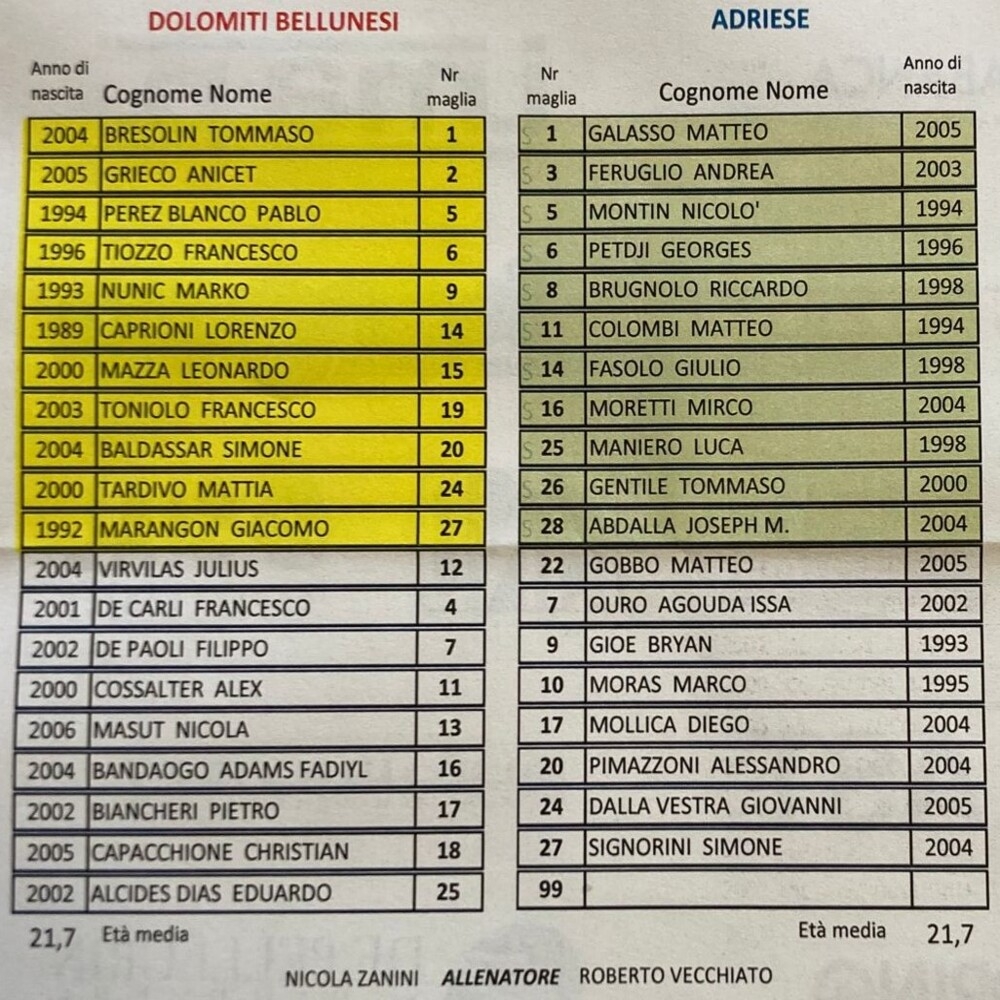 DOLOMITI BELLUNESI ADRIESE
Anno di nascita Cognome Nome Nr maglia Nr maglia Cognome Nome Anno di nascita
2004 BRESOLIN TOMMASO 1 S 1 GALASSO MATTEO 2005
2005 GRIECO ANICET 2 S 3 FERUGLIO ANDREA 2003
1994 PEREZ BLANCO PABLO 5 S 5 MONTIN NICOLO' 1994
1996 TIOZZO FRANCESCO 6 S 6 PETDJI GEORGES 1996
1993 NUNIC MARKO 9 S 8 BRUGNOLO RICCARDO 1998
1989 CAPRIONI LORENZO 14 S 11 COLOMBI MATTEO 1994
2000 MAZZA LEONARDO 15 S 14 FASOLO GIULIO 1998
2003 TONIOLO FRANCESCO 19 S 16 MORETTI MIRCO 2004
2004 BALDASSAR SIMONE 20 S 25 MANIERO LUCA 1998
2000 TARDIVO MATTIA 24 S 26 GENTILE TOMMASO 2000
1992 MARANGON GIACOMO 27 S 28 ABDALLA JOSEPH M. 2004
2004 VIRVILAS JULIUS 12 22 GOBBO MATTEO 2005
2001 DE CARLI FRANCESCO 4 7 OURO AGOUDA ISSA 2002
2002 DE PAOLI FILIPPO 7 9 GIOE BRYAN 1993
2000 COSSALTER ALEX 11 10 MORAS MARCO 1995
2006 MASUT NICOLA 13 17 MOLLICA DIEGO 2004
2004 BANDAOGO ADAMS FADIYL 16 20 PIMAZZONI ALESSANDRO 2004
2002 BIANCHERI PIETRO 17 24 DALLA VESTRA GIOVANNI 2005
2005 CAPACCHIONE CHRISTIAN 18 27 SIGNORINI SIMONE 2004
2002 ALCIDES DIAS EDUARDO 25 99
21,7 Età media Età media 21,7
NICOLA ZANINI ALLENATORE ROBERTO VECCHIATO